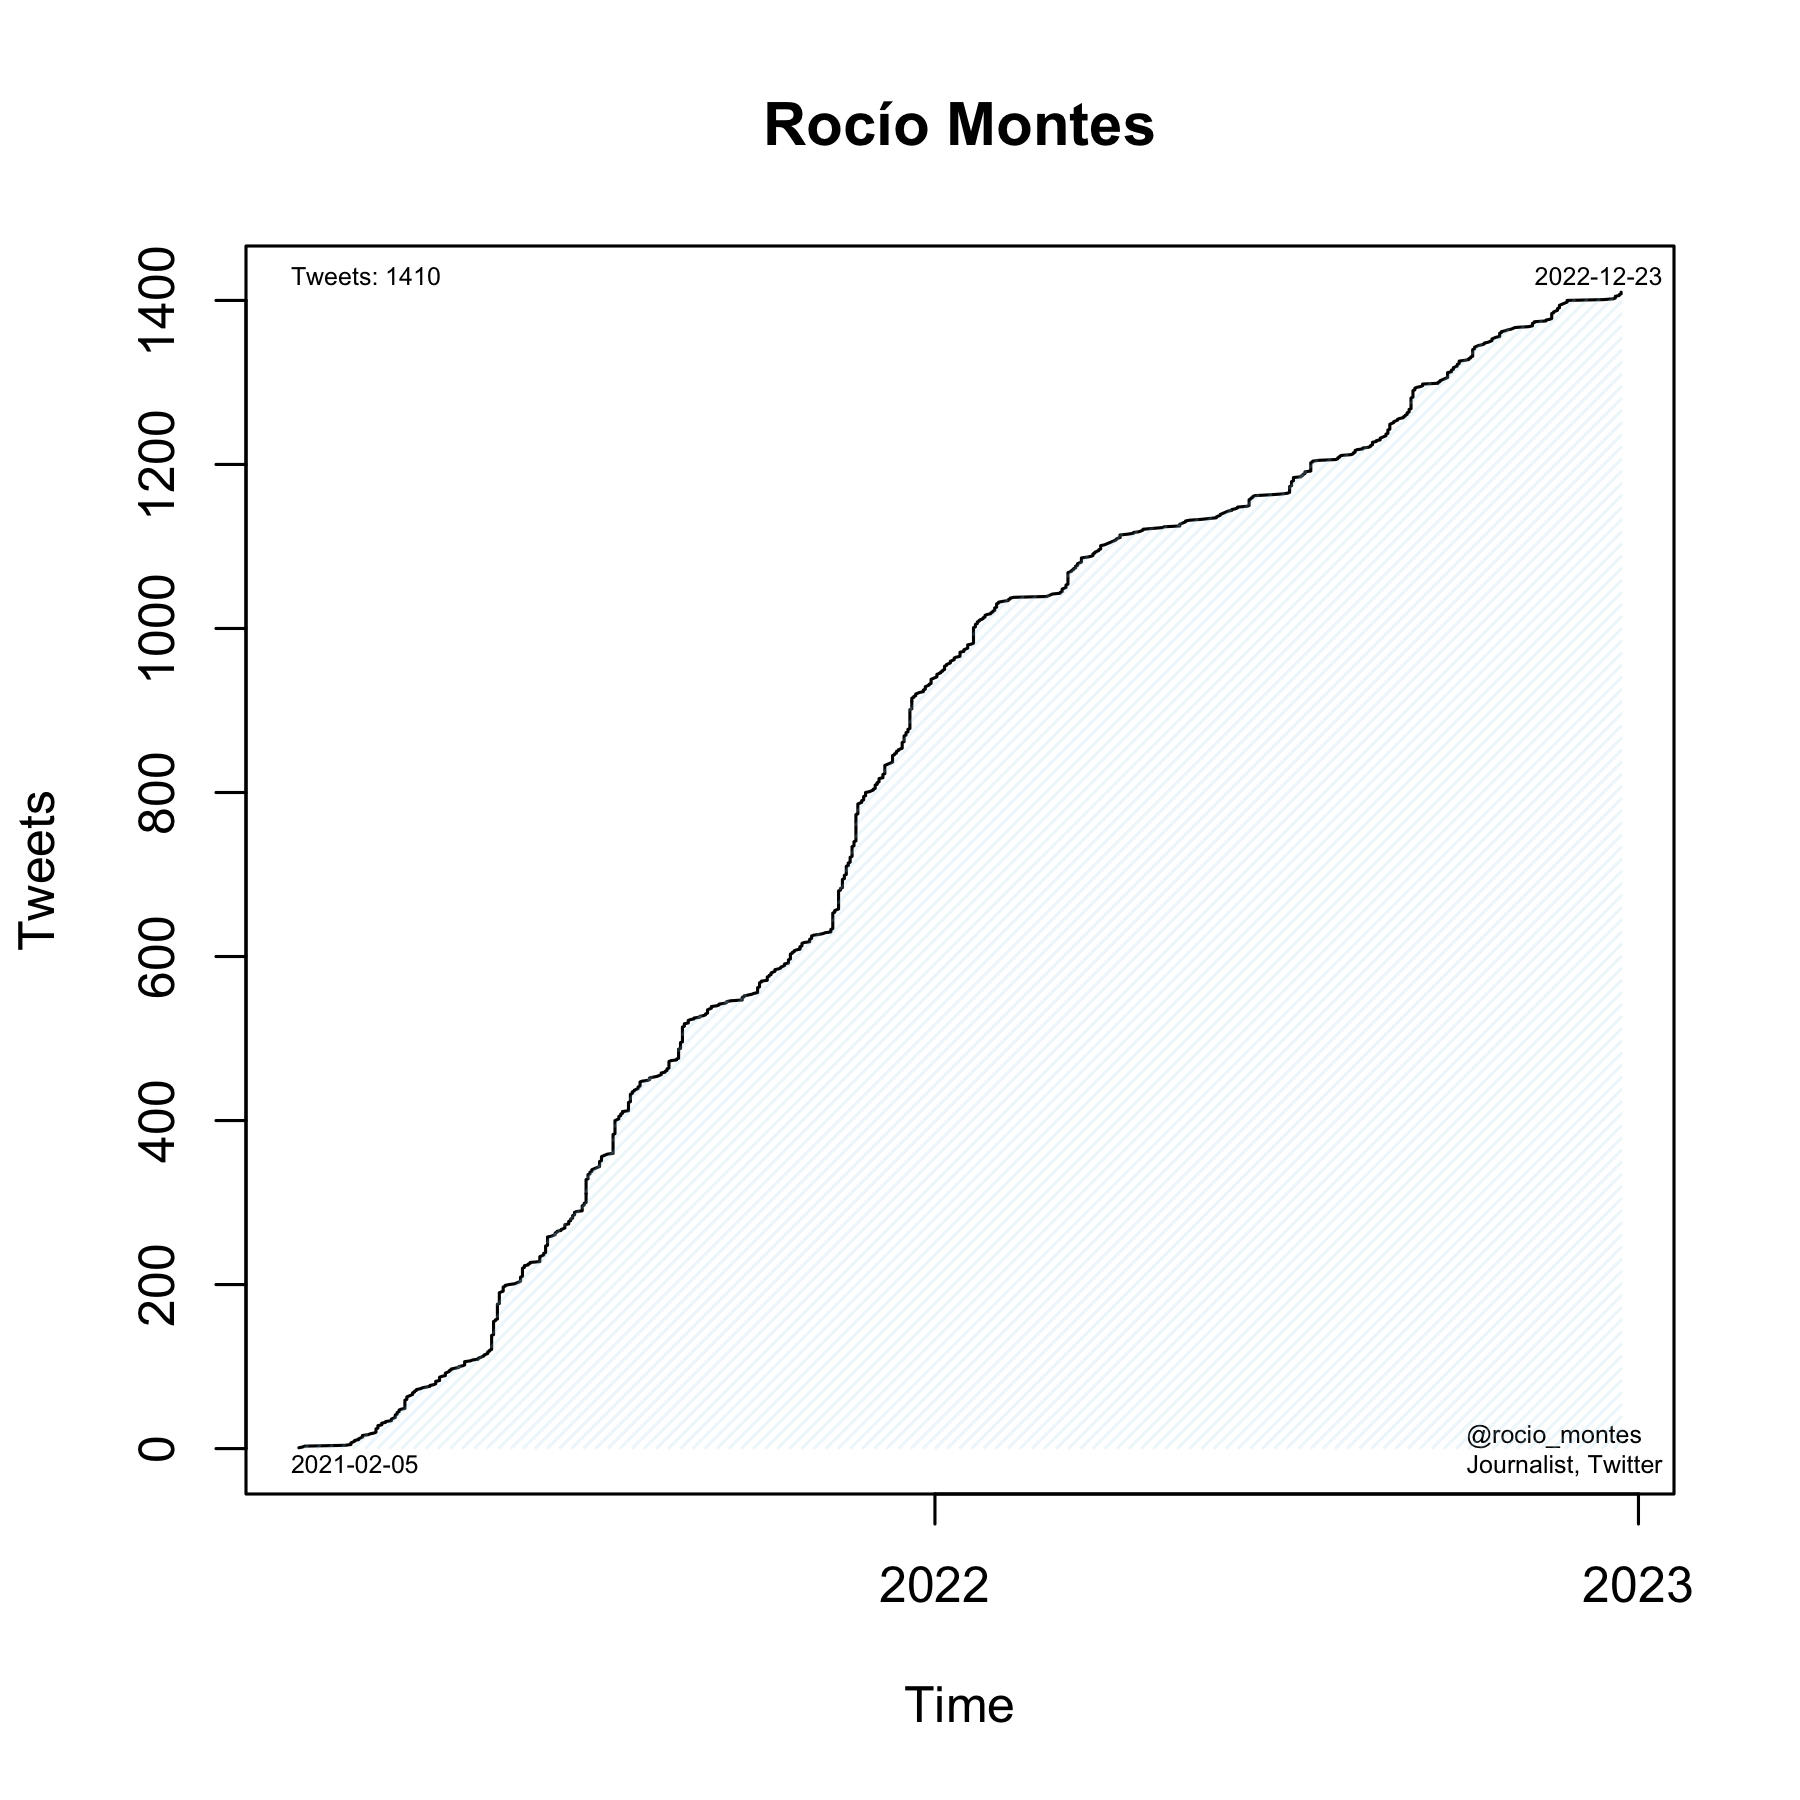 Rocío Montes
Tweets: 1410
2022-12-23
1400
1200
1000
800
600
400
200
0
Tweets
@rocio_montes
Journalist, Twitter
2021-02-05
2022
2023
Time